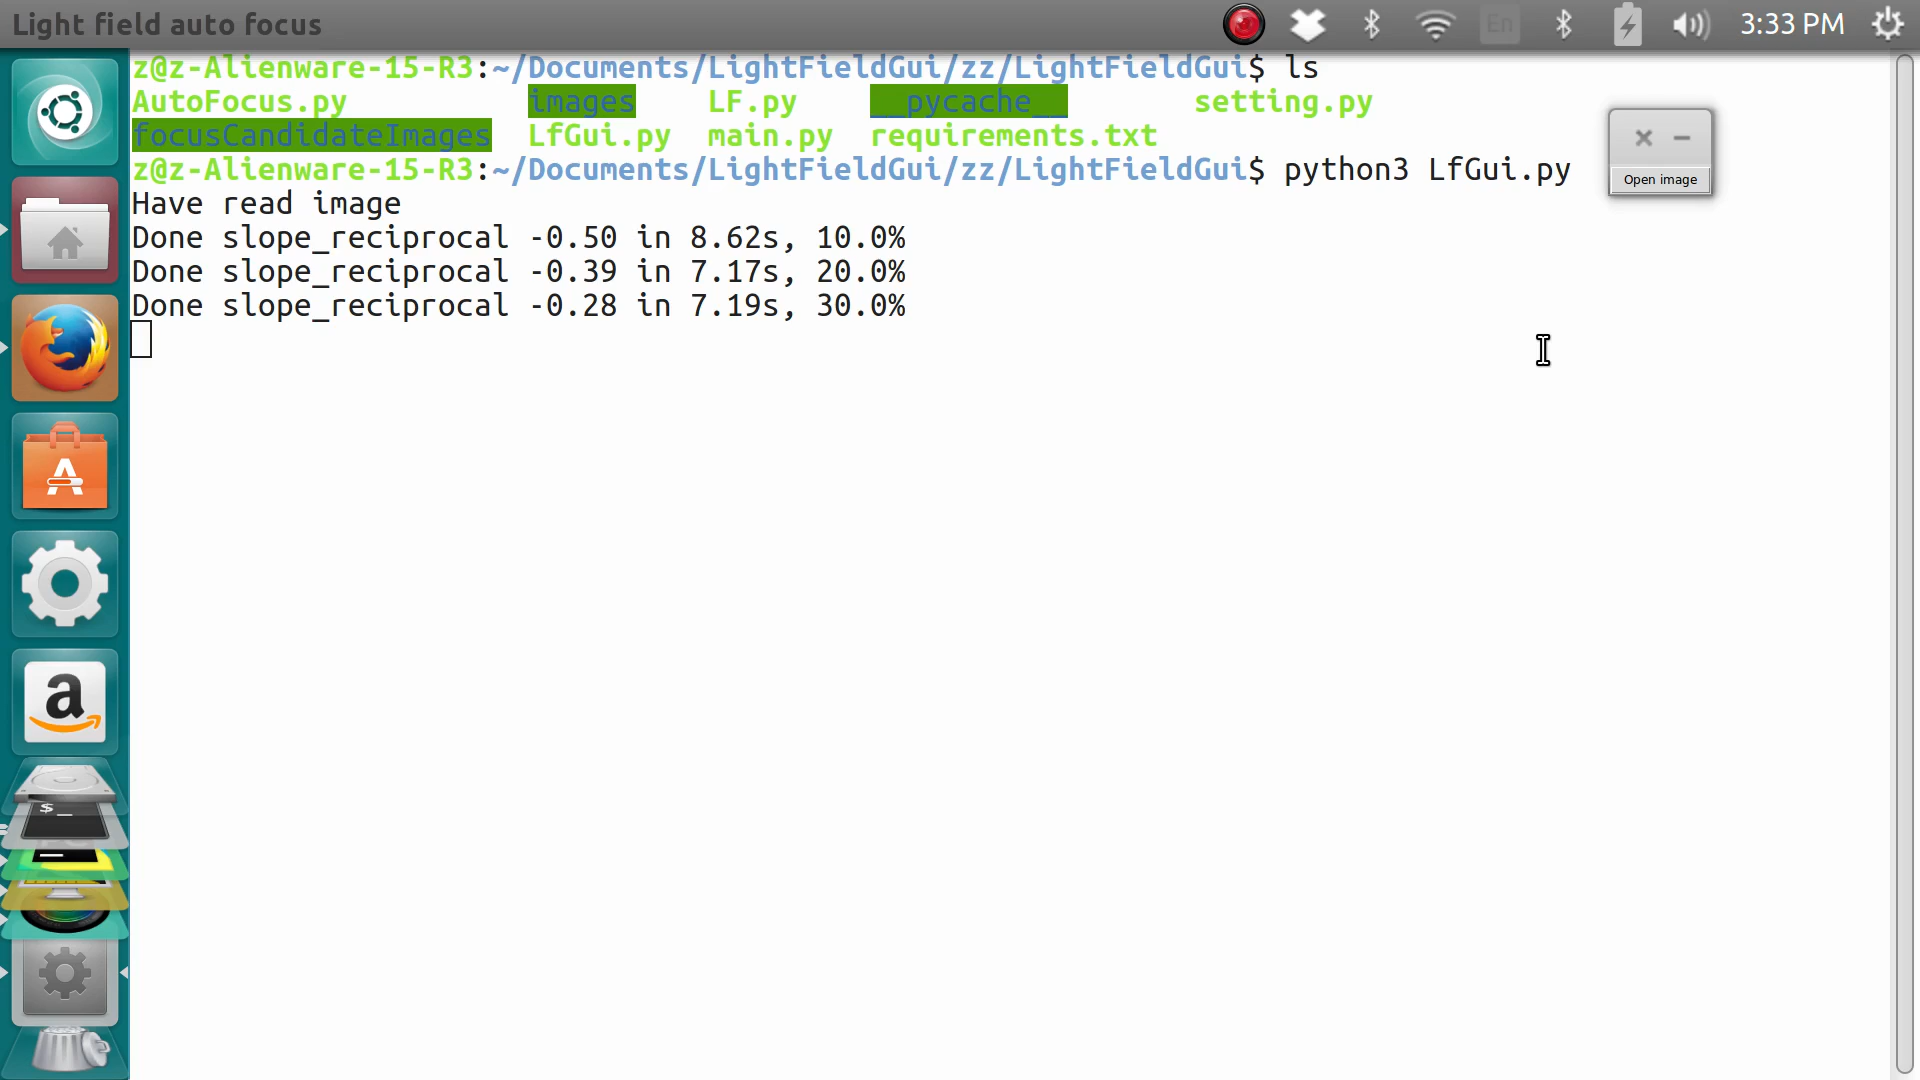 Light field auto focus
En
3:33 PM
z@z-Alienware-15-R3:~/Documents/LightFieldGui/zz/LightFieldGui$ ls
AutoFocus.py images LF.py __pycache__ setting.py
focusCandidateImages LfGui.py main.py requirements.txt
z@z-Alienware-15-R3:~/Documents/LightFieldGui/zz/LightFieldGui$ python3 LfGui.py
Open image
Have read image
Done slope_reciprocal -0.50 in 8.62s, 10.0%
Done slope_reciprocal -0.39 in 7.17s, 20.0%
Done slope_reciprocal -0.28 in 7.19s, 30.0%
A
a
$ _